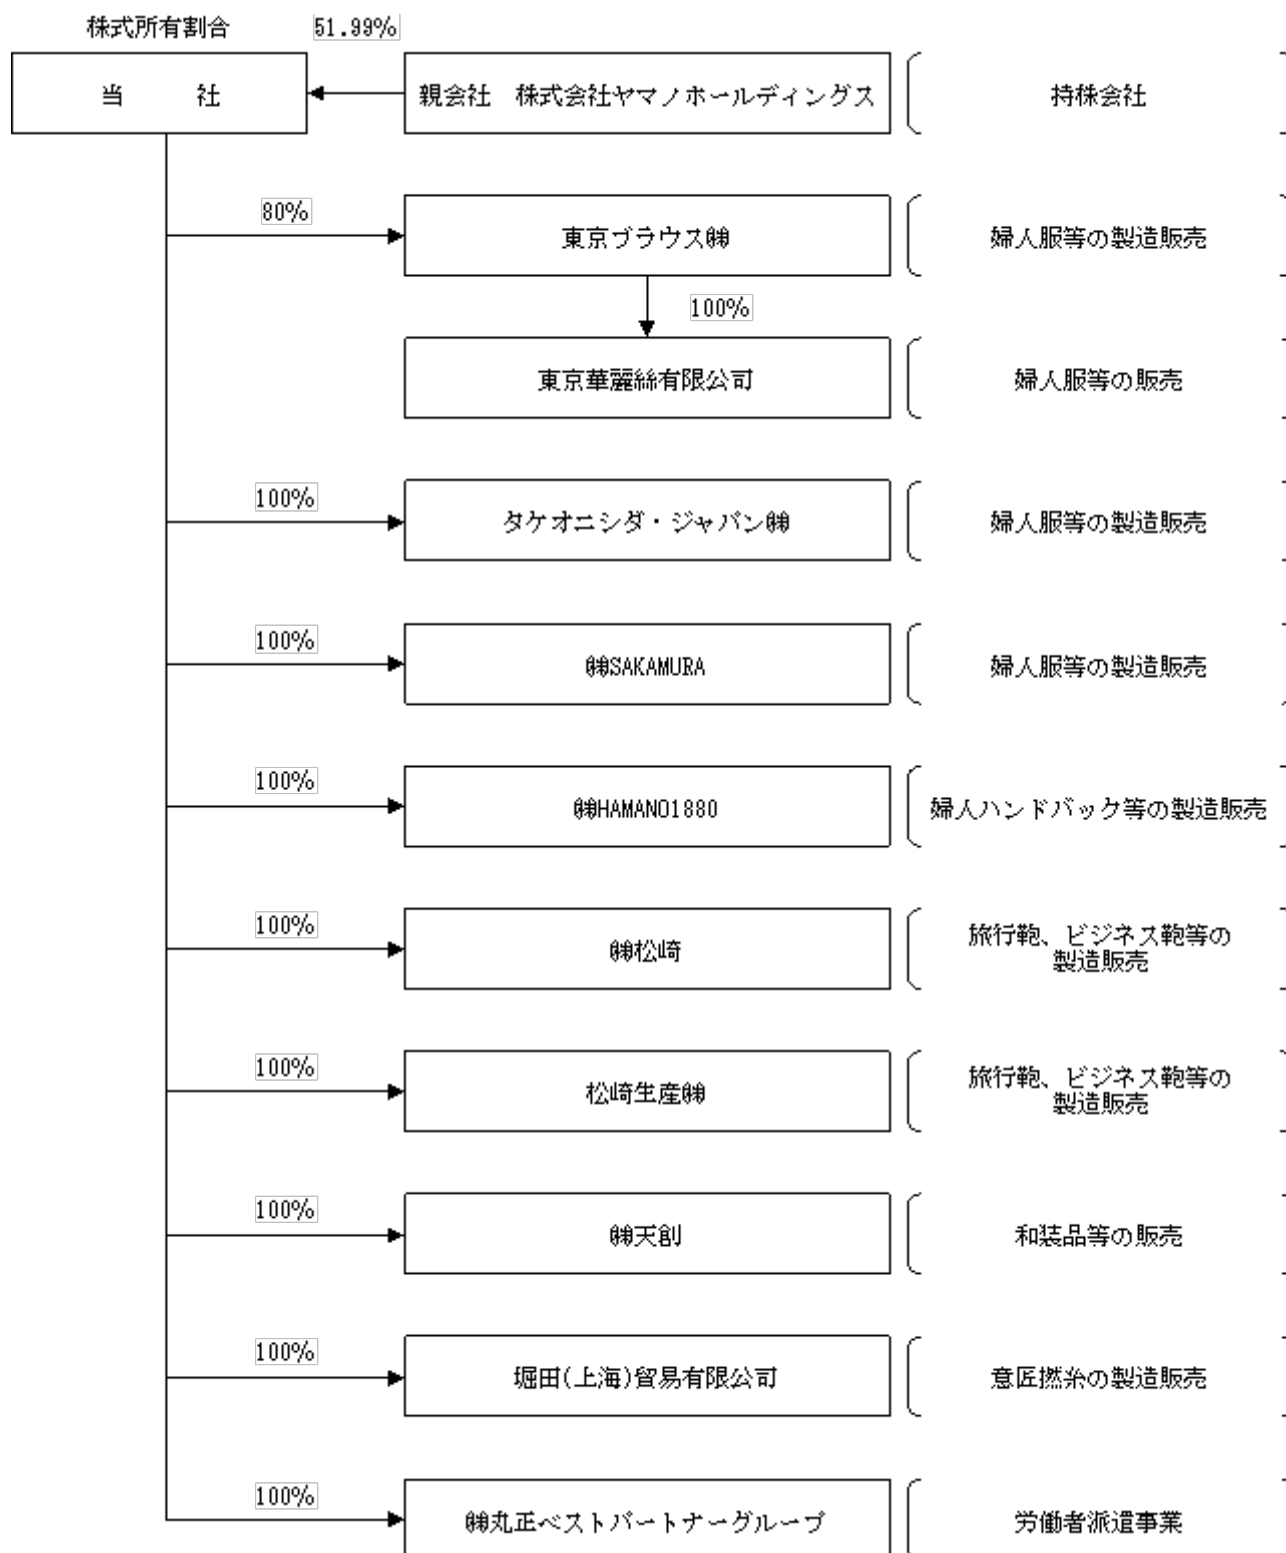 株式所有割合 51.99%
当 社 親会社 株式会社ヤマノホールディングス 持株会社
80%
東京ブラウス㈱ 婦人服等の製造販売
100%
東京華麗絲有限公司 婦人服等の販売
100%
タケオニシダ・ジャパン㈱ 婦人服等の製造販売
100%
㈱SAKAMURA 婦人服等の製造販売
100%
㈱HAMANO1880 婦人ハンドバック等の製造販売
100%
㈱松崎 旅行鞄、ビジネス鞄等の
製造販売
100%
松崎生産㈱ 旅行鞄、ビジネス鞄等の
製造販売
100%
㈱天創 和装品等の販売
100%
堀田(上海)貿易有限公司 意匠撚糸の製造販売
100%
㈱丸正ベストパートナーグループ 労働者派遣事業